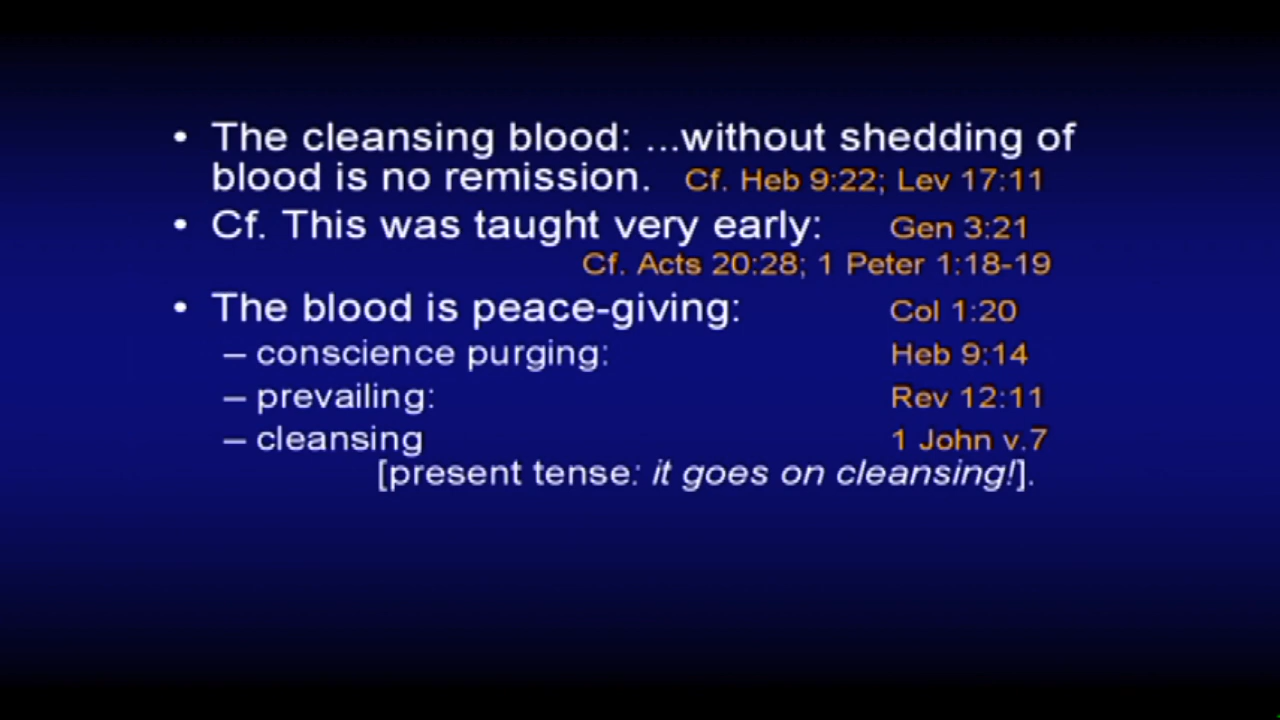 • The cleansing blood: ...without shedding of
blood is no remission. Cf. Heb 9:22; Lev 17:11
• Cf. This was taught very early: Gen 3:21
Cf. Acts 20:28; 1 Peter 1:18-19
• The blood is peace-giving: Col 1:20
– conscience purging: Heb 9:14
– prevailing: Rev 12:11
– cleansing 1 John v.7
[present tense: it goes on cleansing!].